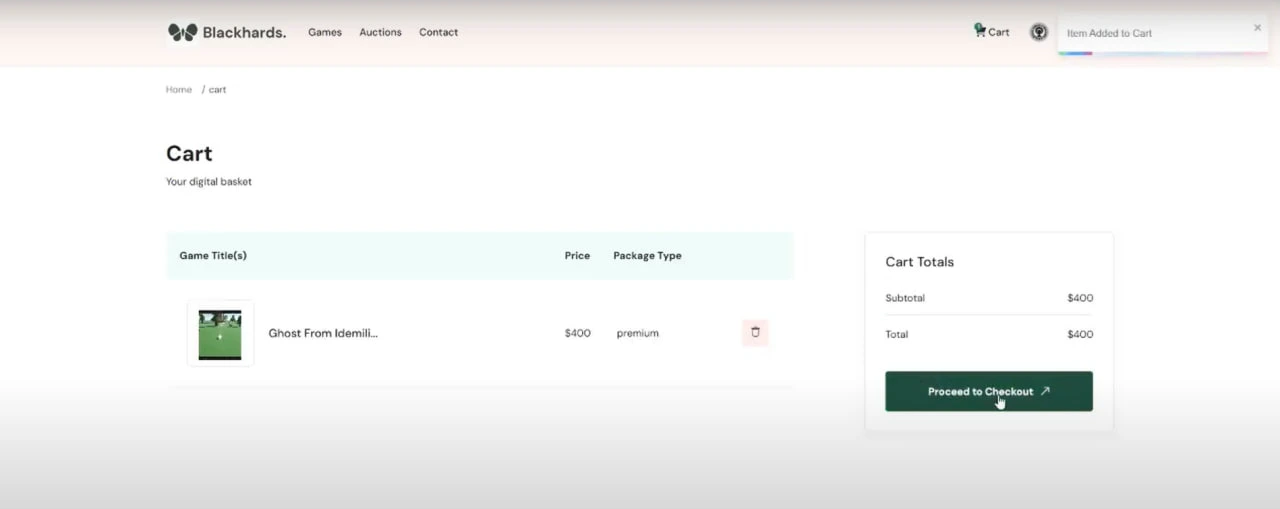 Blackhards.
Games
Auctions
Contact
1
Cart
Item Added to Cart
Home / cart
Cart
Your digital basket
Game Title(s)
Price
Package Type
Ghost From Idemili...
$400
premium
Cart Totals
Subtotal
$400
Total
$400
Proceed to Checkout